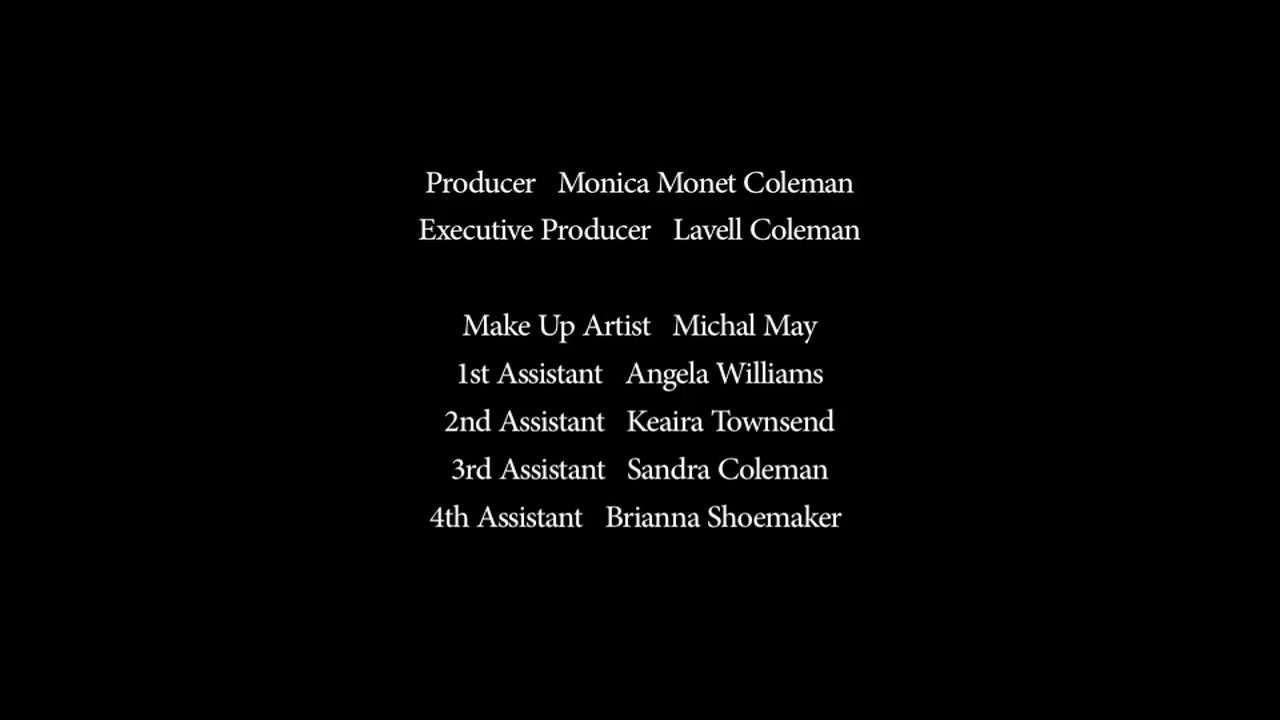 Producer Monica Monet Coleman
Executive Producer Lavell Coleman
Make Up Artist Michal May
1st Assistant Angela Williams
2nd Assistant Keaira Townsend
3rd Assistant Sandra Coleman
4th Assistant Brianna Shoemaker